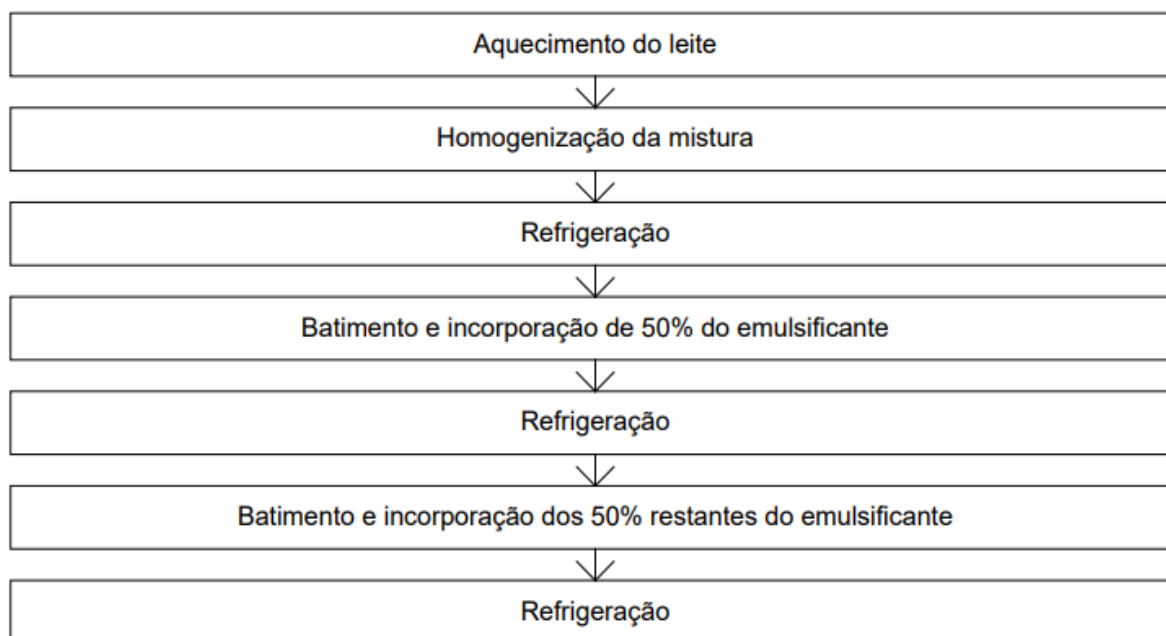 Aquecimento do leite
Homogenização da mistura
Refrigeração
Batimento e incorporação de 50% do emulsificante
Refrigeração
Batimento e incorporação dos 50% restantes do emulsificante
Refrigeração